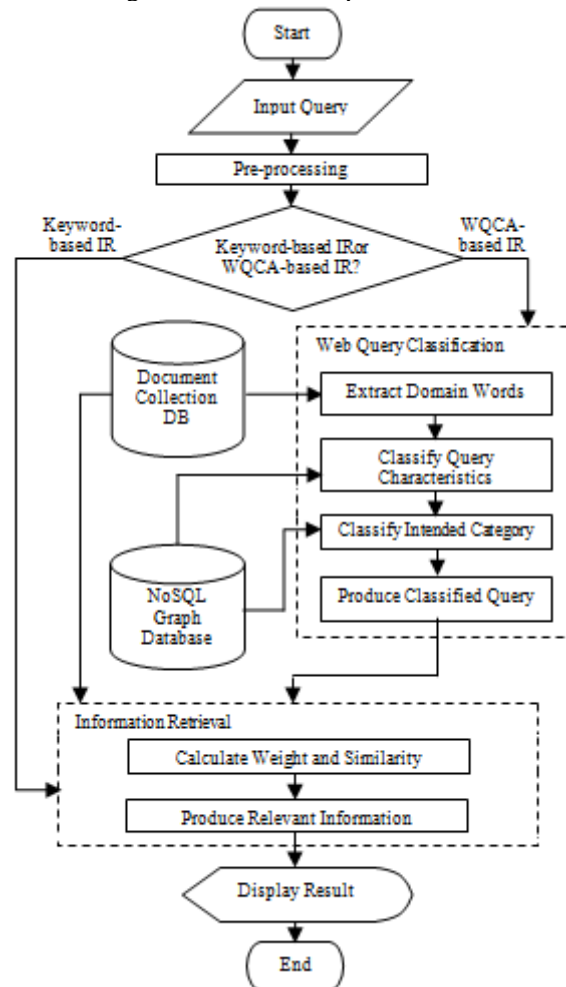 Start
Input Query
Pre-processing
Keyword-
based IR
Keyword-based IRor
WQCA-based IR?
WQCA-
based IR
Web Query Classification
Document
Collection
DB
Extract Domain Words
Classify Query
Characteristics
Classify Intended Category
NoSQL
Graph
Database
Produce Classified Query
Information Retrieval
Calculate Weight and Similarity
Produce Relevant Information
Display Result
End